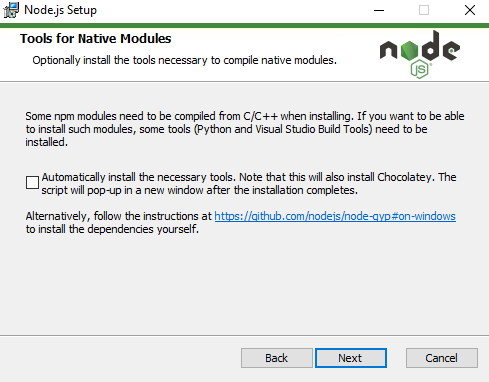 Node.js Setup
Tools for Native Modules
Optionally install the tools necessary to compile native modules.
node
JS
Some npm modules need to be compiled from C/C++ when installing. If you want to be able
to install such modules, some tools (Python and Visual Studio Build Tools) need to be
installed.
Automatically install the necessary tools. Note that this will also install Chocolatey. The
script will pop-up in a new window after the installation completes.
Alternatively, follow the instructions at https://github.com/nodejs/node-gyp#on-windows
to install the dependencies yourself.
Back Next Cancel